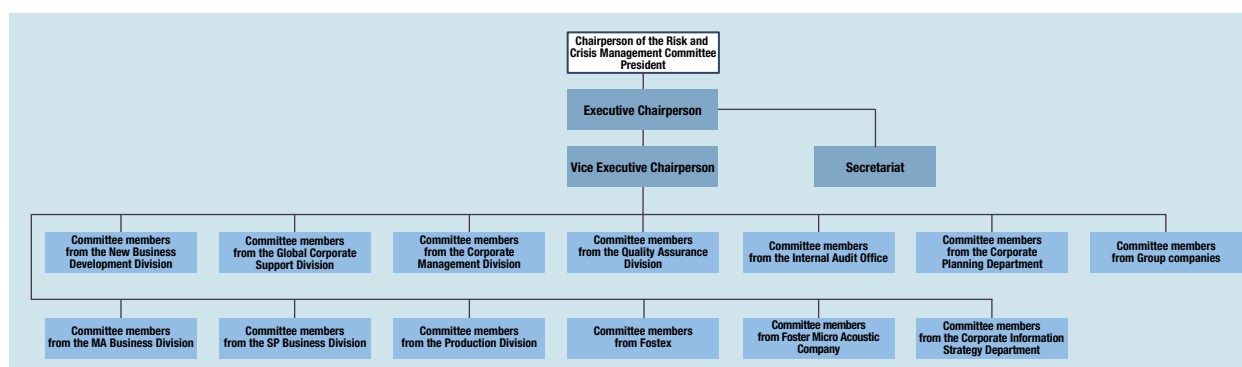 Chairperson of the Risk and
Crisis Management Committee
President
Executive Chairperson
Vice Executive Chairperson
Secretariat
Committee members
from the New Business
Development Division
Committee members
from the Global Corporate
Support Division
Committee members
from the Corporate
Management Division
Committee members
from the Quality Assurance
Division
Committee members
from the Internal Audit Office
Committee members
from the Corporate
Planning Department
Committee members
from Group companies
Committee members
from the MA Business Division
Committee members
from the SP Business Division
Committee members
from the Production Division
Committee members
from Fostex
Committee members
from Foster Micro Acoustic
Company
Committee members
from the Corporate Information
Strategy Department